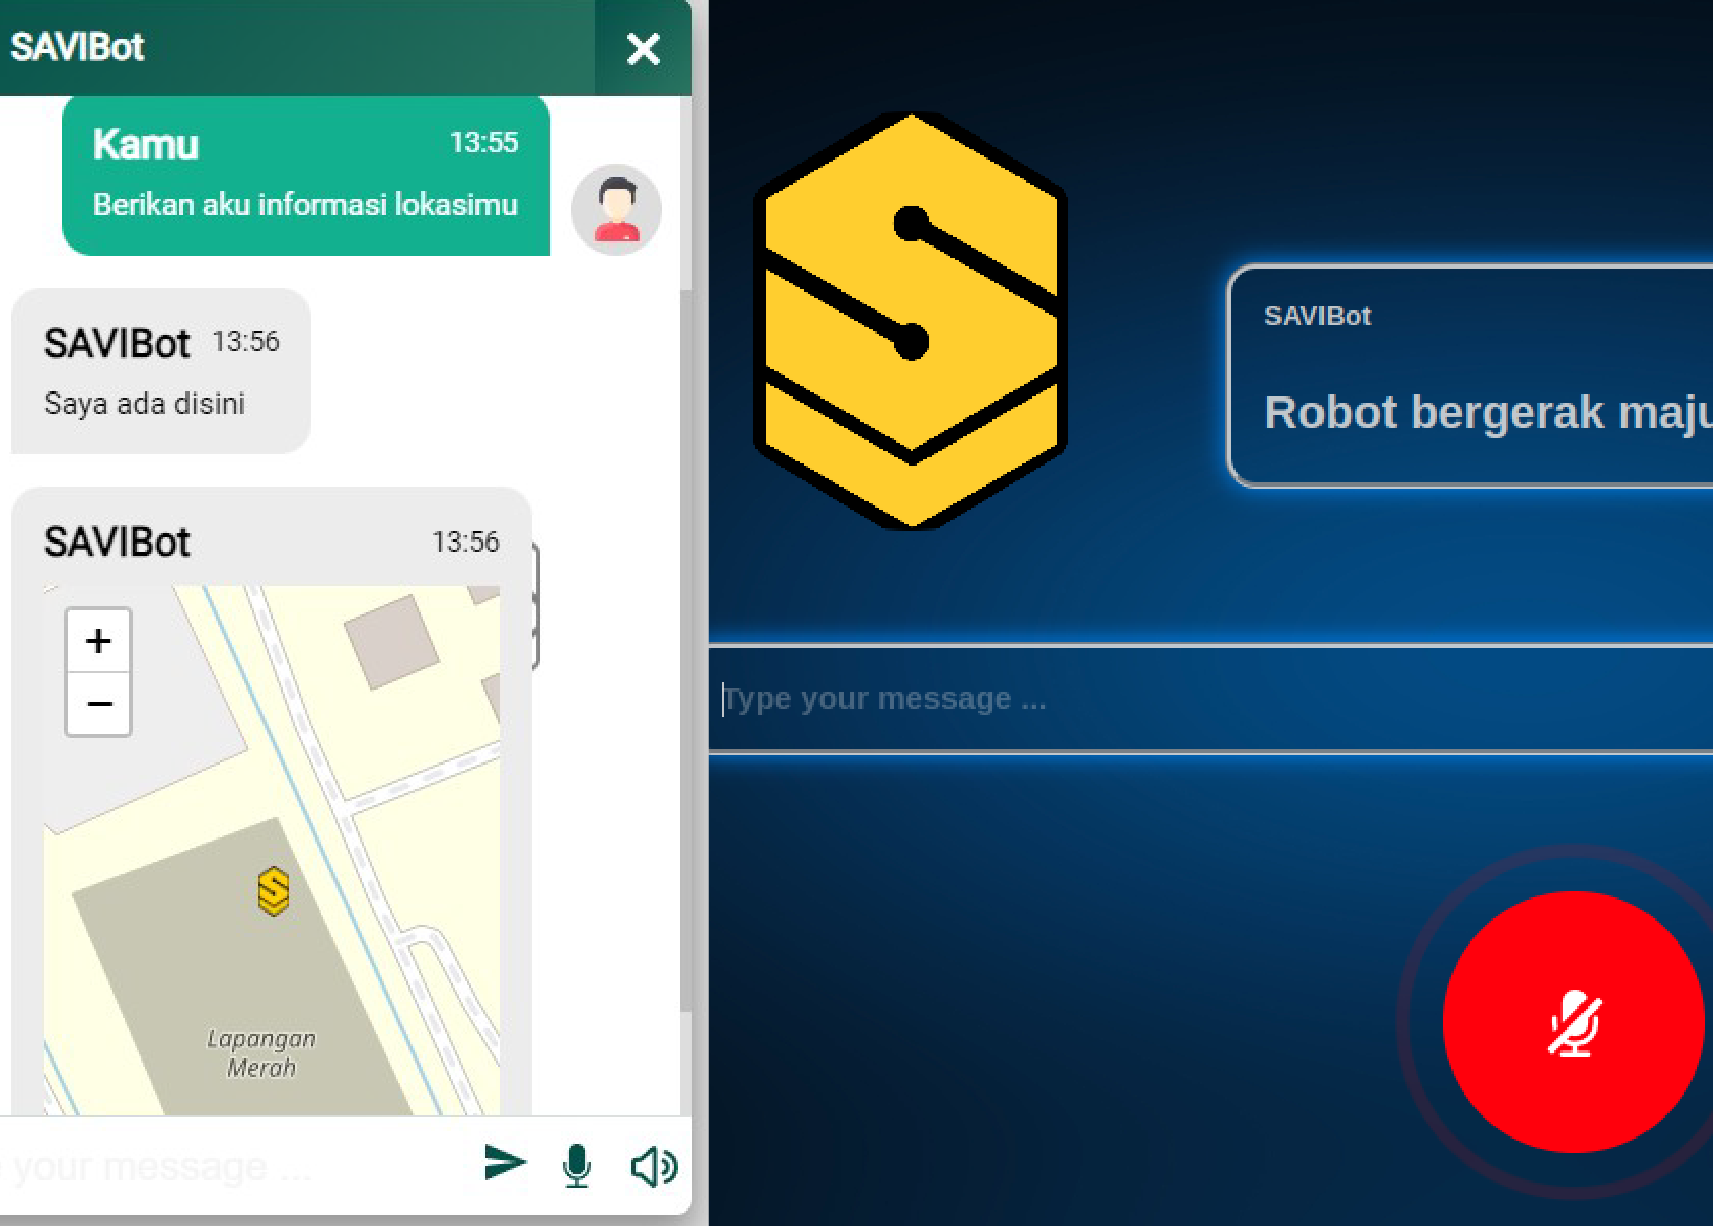 SAVIBot
Kamu 13:55
Berikan aku informasi lokasimu
SAVIBot 13:56
Saya ada disini
SAVIBot 13:56
+
−
Lapangan
Merah
your message ...
SAVIBot
Robot bergerak maju
Type your message ...